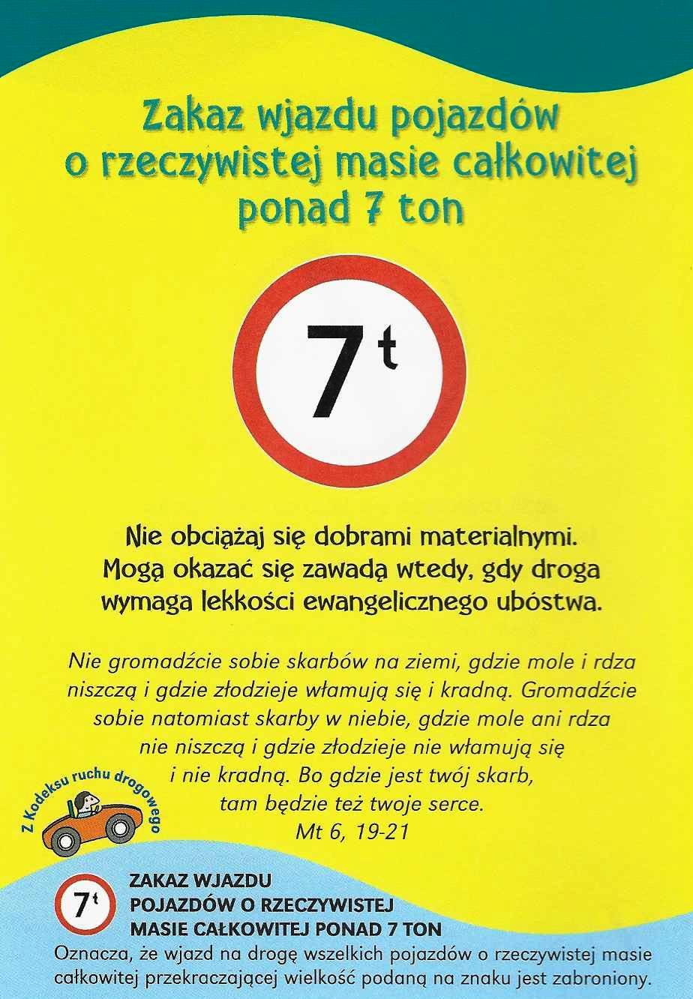 Zakaz wjazdu pojazdów
o rzeczywistej masie całkowitej
ponad 7 ton
7 t
Nie obciążaj się dobrami materialnymi.
Mogą okazać się zawadą wtedy, gdy droga
wymaga lekkości ewangelicznego ubóstwa.
Nie gromadźcie sobie skarbów na ziemi, gdzie mole i rdza
niszczą i gdzie złodzieje włamują się i kradną. Gromadźcie
sobie natomiast skarby w niebie, gdzie mole ani rdza
nie niszczą i gdzie złodzieje nie włamują się
i nie kradną. Bo gdzie jest twój skarb,
tam będzie też twoje serce.
Mt 6, 19-21
Z Kodeksu ruchu drogowego
7 t
ZAKAZ WJAZDU
POJAZDÓW O RZECZYWISTEJ
MASIE CAŁKOWITEJ PONAD 7 TON
Oznacza, że wjazd na drogę wszelkich pojazdów o rzeczywistej masie
całkowitej przekraczającej wielkość podaną na znaku jest zabroniony.